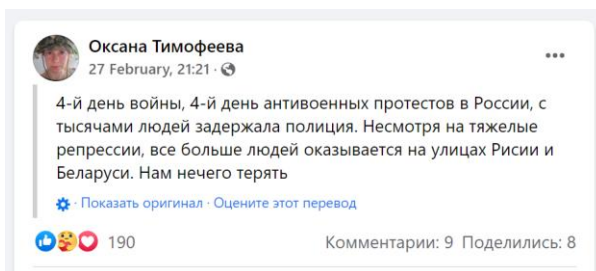 Оксана Тимофеева
27 February, 21:21 ·
4-й день войны, 4-й день антивоенных протестов в России, с
тысячами людей задержала полиция. Несмотря на тяжелые
репрессии, все больше людей оказывается на улицах Рисии и
Беларуси. Нам нечего терять
· Показать оригинал · Оцените этот перевод
190 Комментарии: 9 Поделились: 8